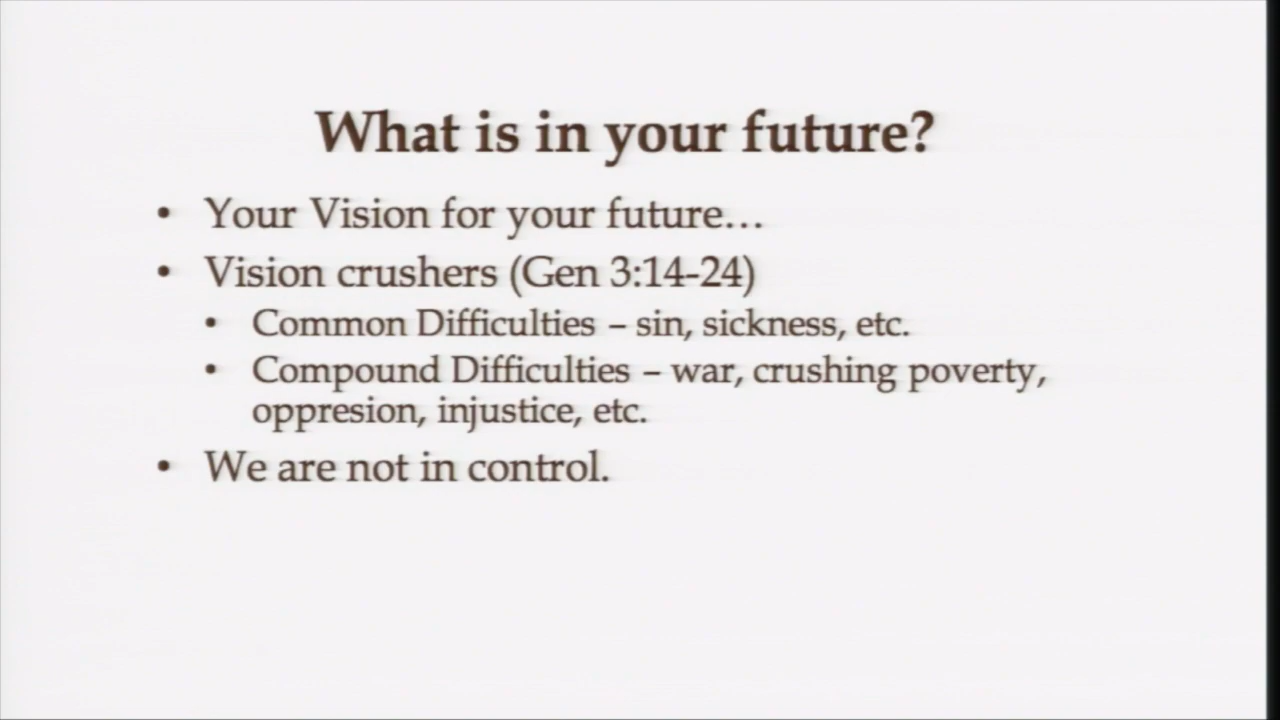 What is in your future?
• Your Vision for your future…
• Vision crushers (Gen 3:14-24)
• Common Difficulties – sin, sickness, etc.
• Compound Difficulties – war, crushing poverty,
oppresion, injustice, etc.
• We are not in control.